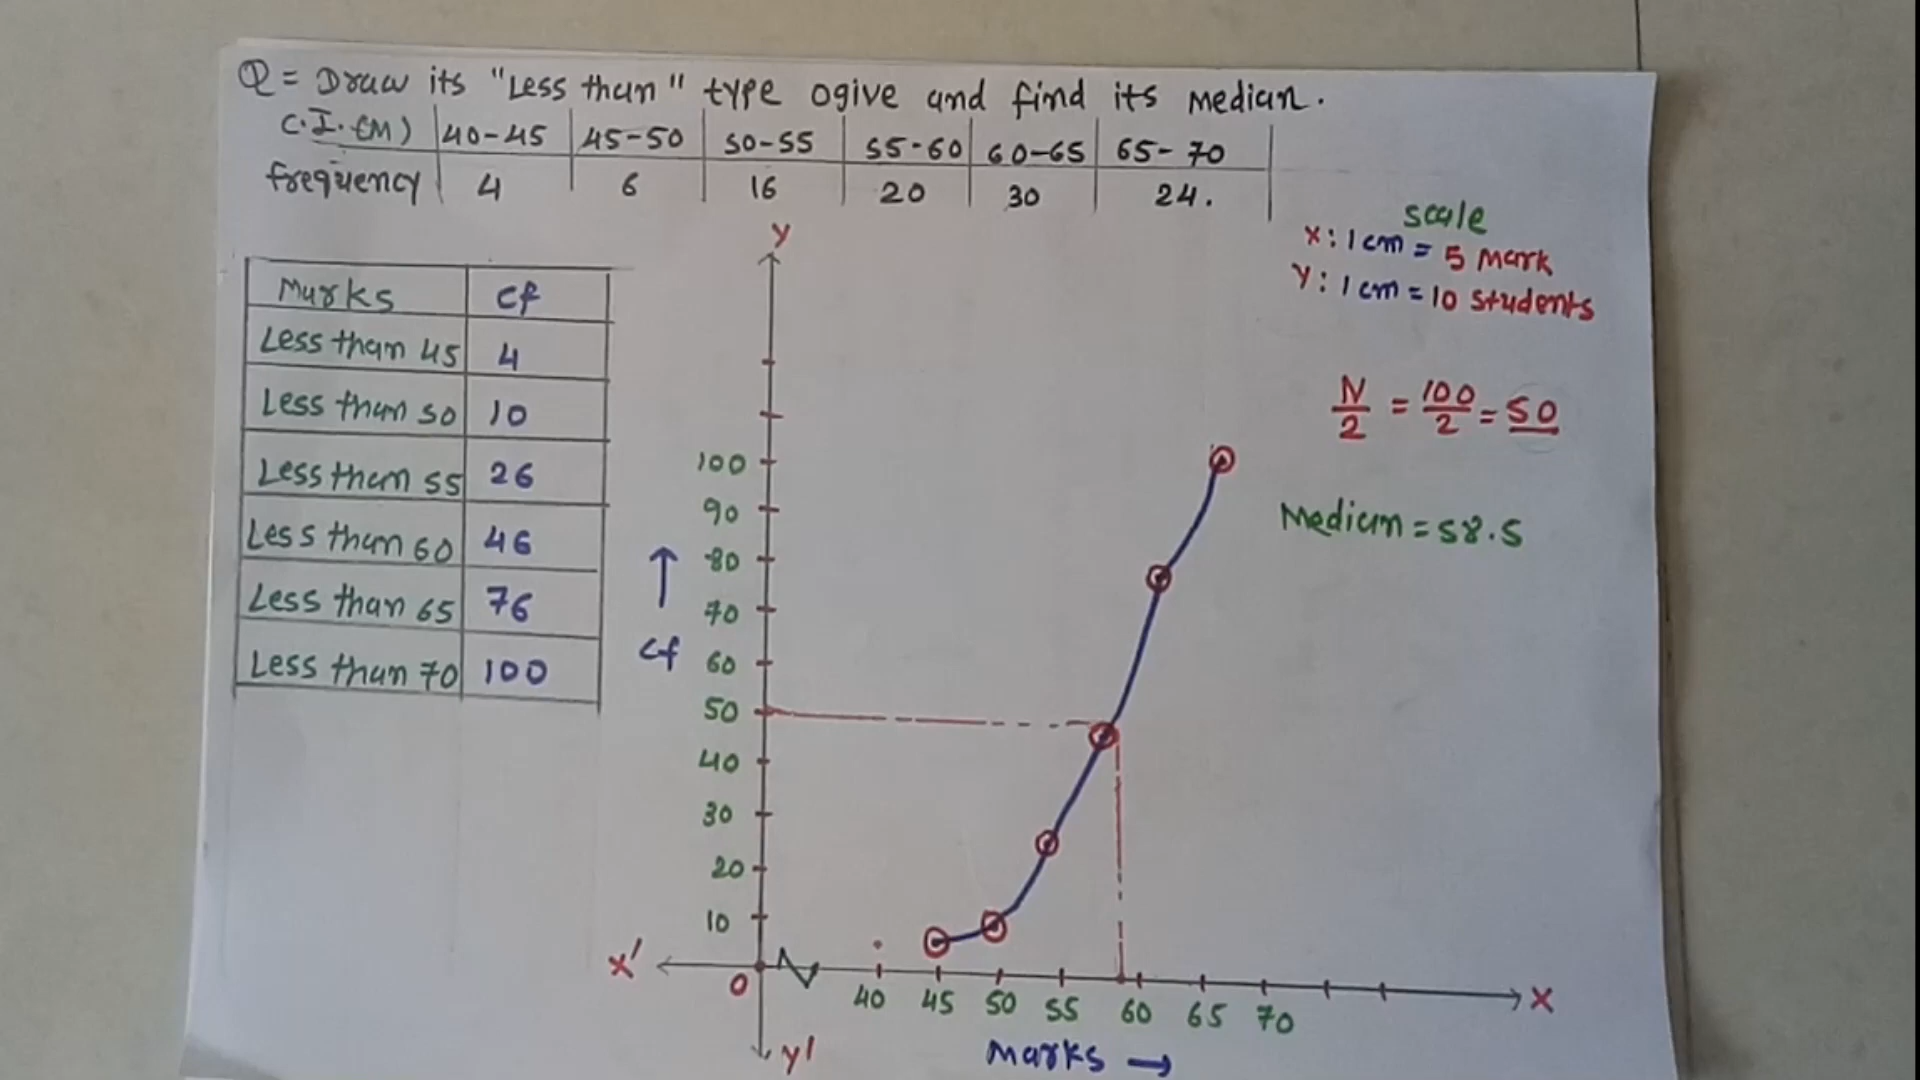 Q = Draw its "Less than" type ogive and find its median.
C.I.(M) 40-45 45-50 50-55 55-60 60-65 65-70
frequency 4 6 16 20 30 24.
Scale
X: 1cm = 5 mark
Y: 1cm = 10 students
Marks cf
Less than 45 4
Less than 50 10
Less than 55 26
Less than 60 46
Less than 65 76
Less than 70 100
N/2 = 100/2 = 50
Median = 58.5
Y
100
90
80
70
cf 60
50
40
30
20
10
X' 0 X
40 45 50 55 60 65 70
Y' Marks →